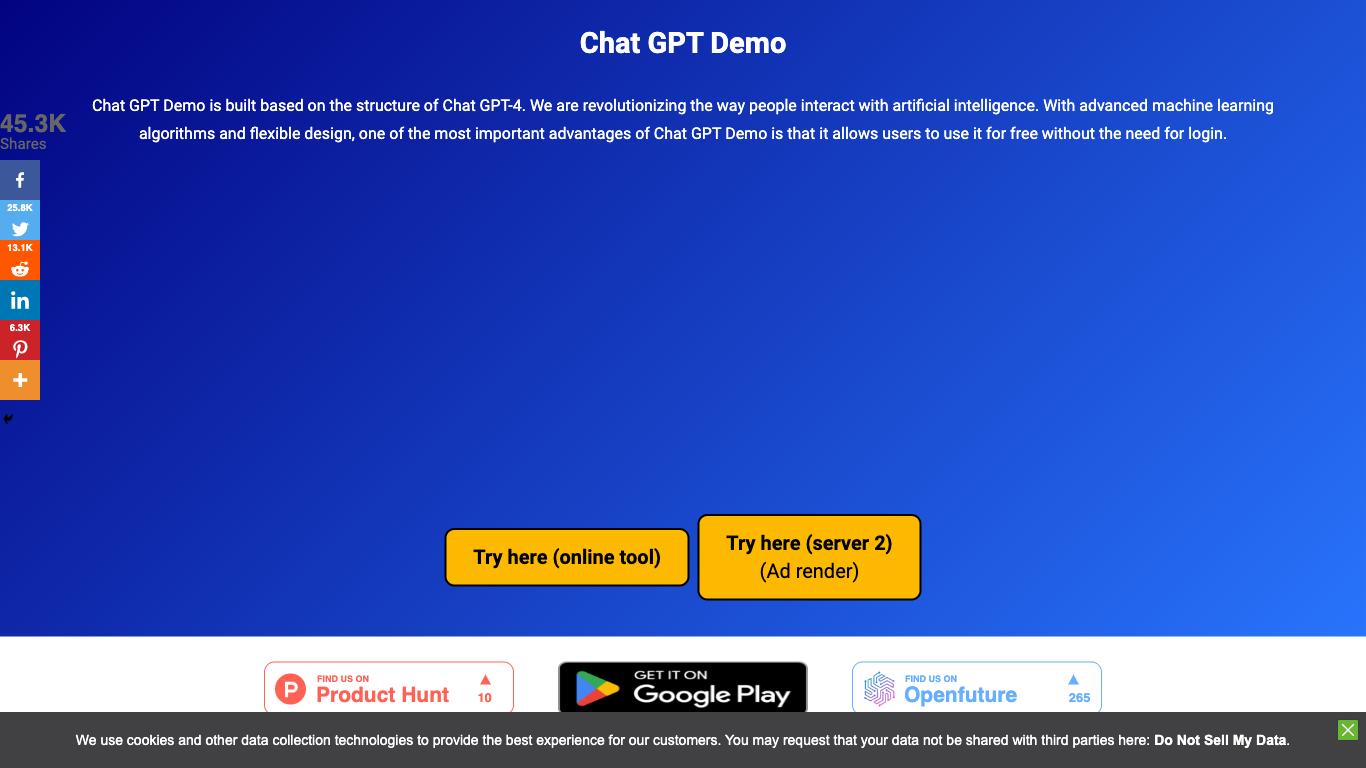 Chat GPT Demo
Chat GPT Demo is built based on the structure of Chat GPT-4. We are revolutionizing the way people interact with artificial intelligence. With advanced machine learning
algorithms and flexible design, one of the most important advantages of Chat GPT Demo is that it allows users to use it for free without the need for login.
45.3K
Shares
25.8K
13.1K
6.3K
Try here (online tool)
Try here (server 2)
(Ad render)
FIND US ON
Product Hunt
10
GET IT ON
Google Play
FIND US ON
Openfuture
265
We use cookies and other data collection technologies to provide the best experience for our customers. You may request that your data not be shared with third parties here: Do Not Sell My Data.